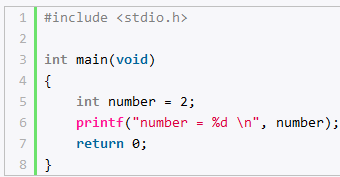 1 #include <stdio.h>
2
3 int main(void)
4 {
5     int number = 2;
6     printf("number = %d \n", number);
7     return 0;
8 }